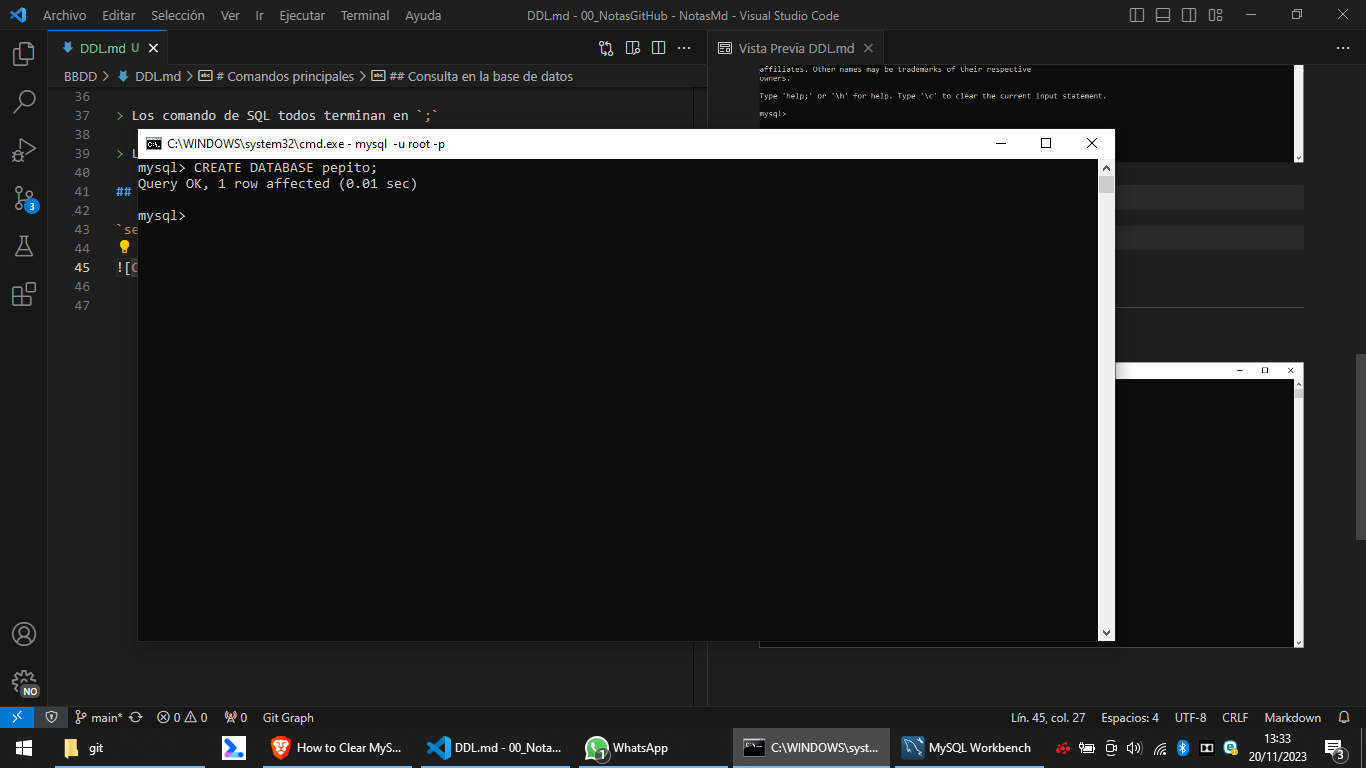 Archivo Editar Selección Ver Ir Ejecutar Terminal Ayuda
DDL.md - 00_NotasGitHub - NotasMd - Visual Studio Code
DDL.md U
Vista Previa DDL.md
BBDD > DDL.md > # Comandos principales > ## Consulta en la base de datos
36
37 > Los comando de SQL todos terminan en `;`
38
39 > L
40
41 ##
42
43 `se
44
45 ![C
46
47
affiliates. Other names may be trademarks of their respective
owners.
Type 'help;' or '\h' for help. Type '\c' to clear the current input statement.
mysql>
C:\WINDOWS\system32\cmd.exe - mysql -u root -p
mysql> CREATE DATABASE pepito;
Query OK, 1 row affected (0.01 sec)
mysql>
3
NO
main* 0 0 0 Git Graph
Lín. 45, col. 27 Espacios: 4 UTF-8 CRLF Markdown
git
How to Clear MyS...
DDL.md - 00_Nota...
1 WhatsApp
C:\WINDOWS\syst...
MySQL Workbench
13:33
20/11/2023
3